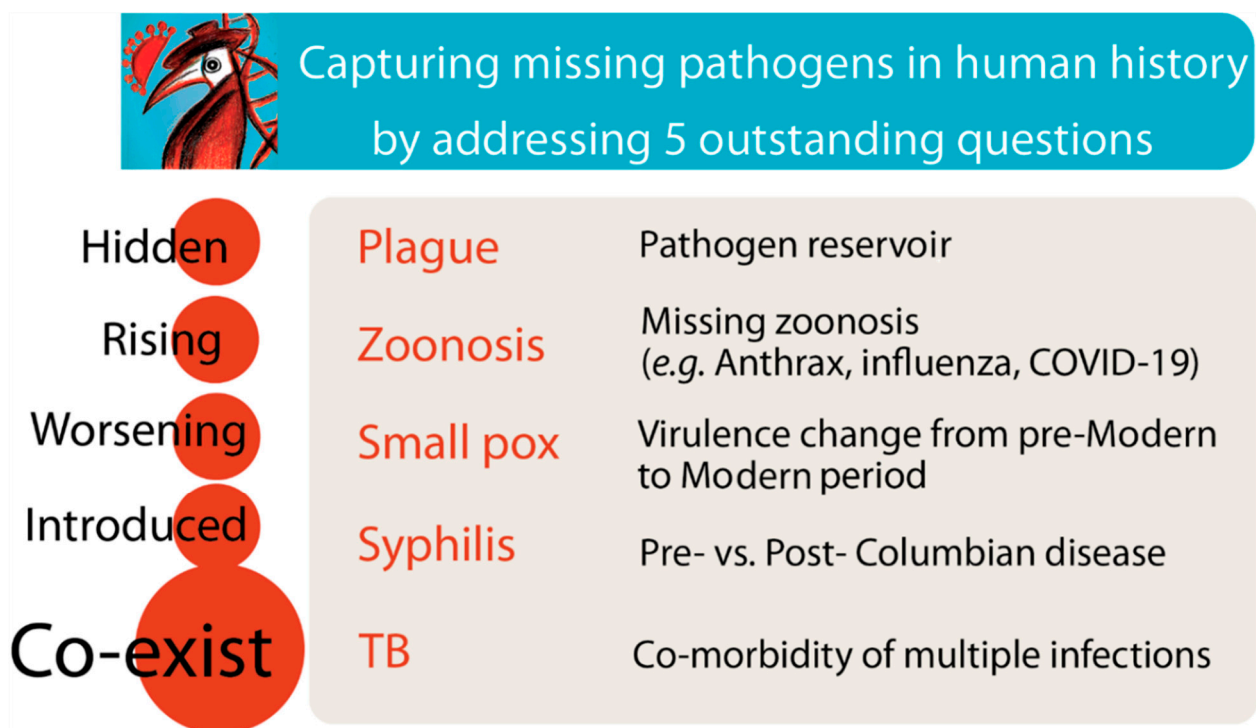 Capturing missing pathogens in human history
by addressing 5 outstanding questions
Hidden
Plague
Pathogen reservoir
Rising
Zoonosis
Missing zoonosis
(e.g. Anthrax, influenza, COVID-19)
Worsening
Small pox
Virulence change from pre-Modern
to Modern period
Introduced
Syphilis
Pre- vs. Post- Columbian disease
Co-exist
TB
Co-morbidity of multiple infections